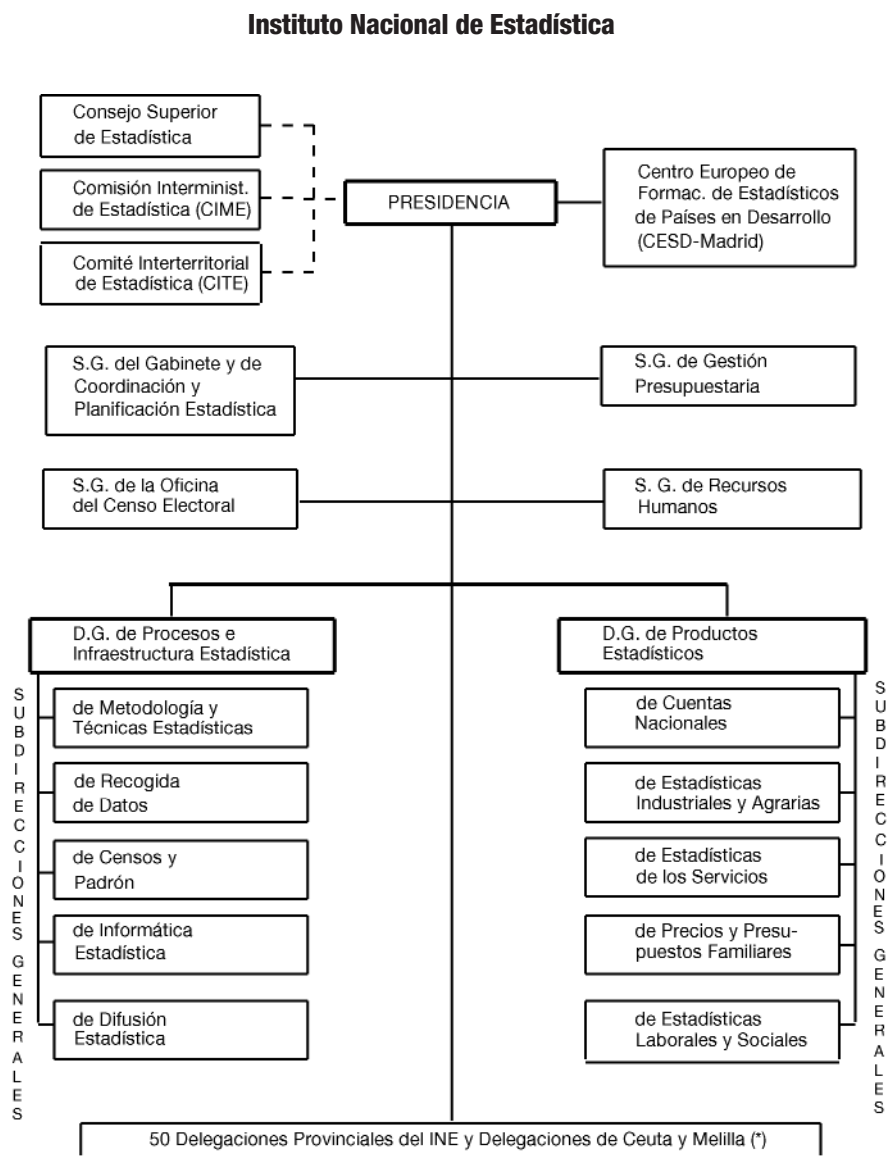 Instituto Nacional de Estadística
Consejo Superior
de Estadística
Comisión Interminist.
de Estadística (CIME)
Comité Interterritorial
de Estadística (CITE)
PRESIDENCIA
Centro Europeo de
Formac. de Estadísticos
de Países en Desarrollo
(CESD-Madrid)
S.G. del Gabinete y de
Coordinación y
Planificación Estadística
S.G. de Gestión
Presupuestaria
S.G. de la Oficina
del Censo Electoral
S. G. de Recursos
Humanos
D.G. de Procesos e
Infraestructura Estadística
SUBDIRECCIONES GENERALES
de Metodología y
Técnicas Estadísticas
de Recogida
de Datos
de Censos y
Padrón
de Informática
Estadística
de Difusión
Estadística
D.G. de Productos
Estadísticos
de Cuentas
Nacionales
de Estadísticas
Industriales y Agrarias
de Estadísticas
de los Servicios
de Precios y Presu-
puestos Familiares
de Estadísticas
Laborales y Sociales
SUBDIRECCIONES GENERALES
50 Delegaciones Provinciales del INE y Delegaciones de Ceuta y Melilla (*)